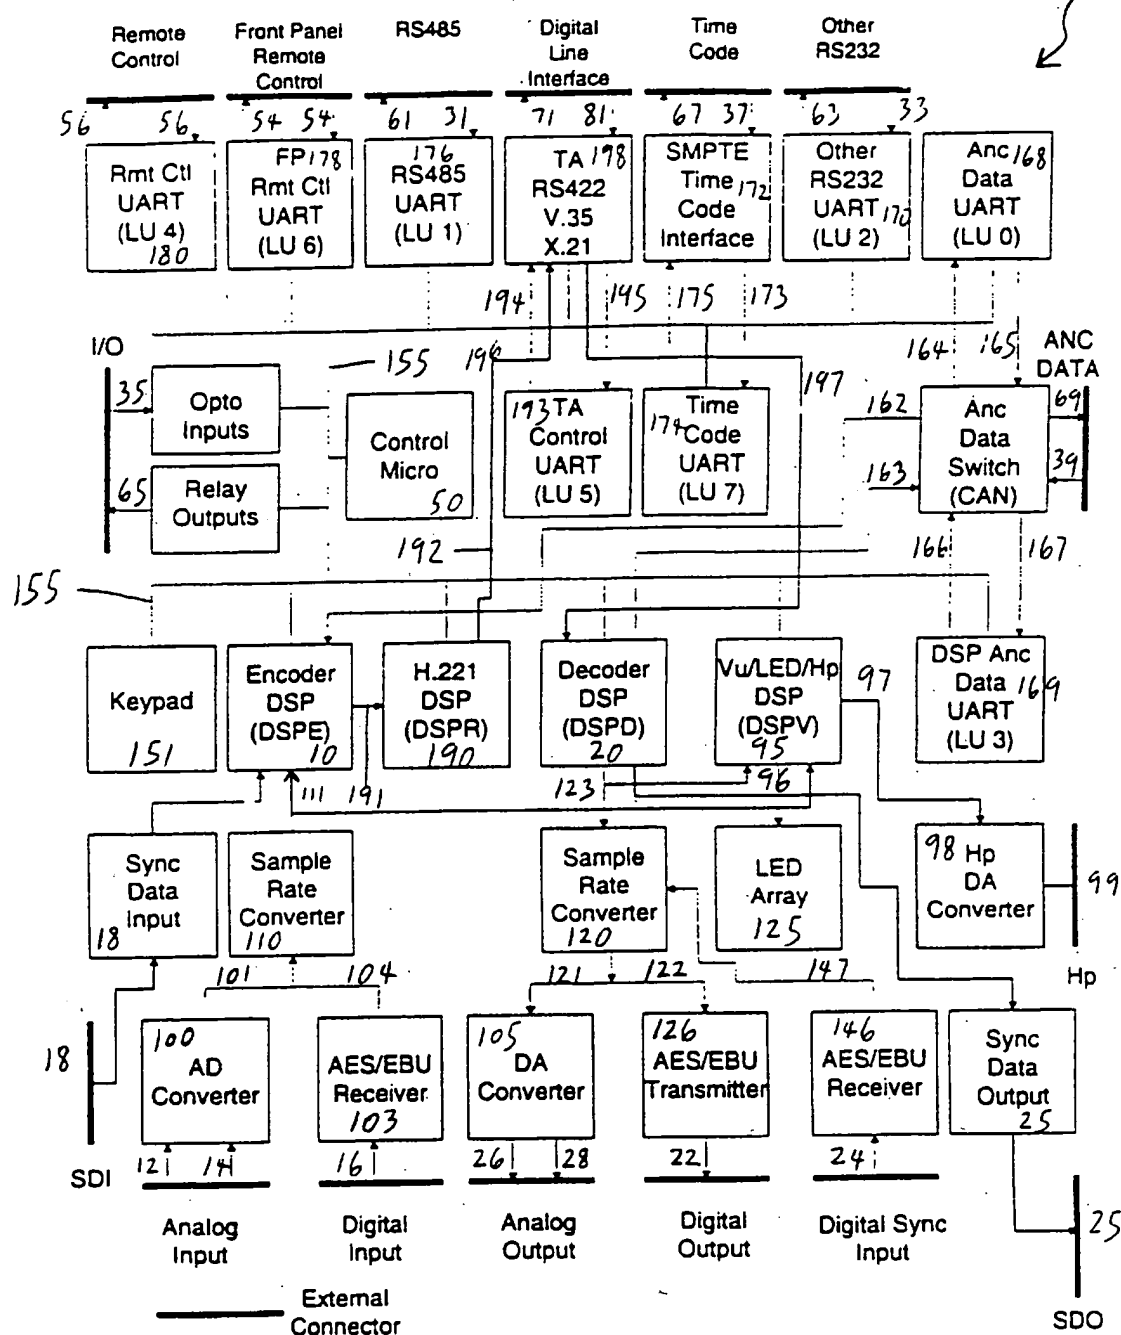 Remote
Control
Front Panel
Remote
Control
RS485
Digital
Line
Interface
Time
Code
Other
RS232
56
56
54
54
61
31
71
81
67
37
63
33
Rmt Ctl
UART
(LU 4)
180
FP 178
Rmt Ctl
UART
(LU 6)
176
RS485
UART
(LU 1)
TA 198
RS422
V.35
X.21
SMPTE
Time 172
Code
Interface
Other
RS232
UART 170
(LU 2)
Anc 168
Data
UART
(LU 0)
194
195
175
173
I/O
155
196
197
164
165
ANC
DATA
35
Opto
Inputs
65
Relay
Outputs
Control
Micro
50
193 TA
Control
UART
(LU 5)
Time
174 Code
UART
(LU 7)
162
163
Anc
Data
Switch
(CAN)
69
39
192
166
167
155
Keypad
151
Encoder
DSP
(DSPE)
10
H.221
DSP
(DSPR)
190
Decoder
DSP
(DSPD)
20
Vu/LED/Hp
DSP
(DSPV)
95
97
DSP Anc
Data 169
UART
(LU 3)
111
191
123
96
Sync
Data
Input
18
Sample
Rate
Converter
110
Sample
Rate
Converter
120
LED
Array
125
98 Hp
DA
Converter
99
Hp
101
104
121
122
147
18
SDI
100
AD
Converter
AES/EBU
Receiver
103
105
DA
Converter
126
AES/EBU
Transmitter
146
AES/EBU
Receiver
Sync
Data
Output
25
12
14
16
26
28
22
24
25
SDO
Analog
Input
Digital
Input
Analog
Output
Digital
Output
Digital Sync
Input
External
Connector